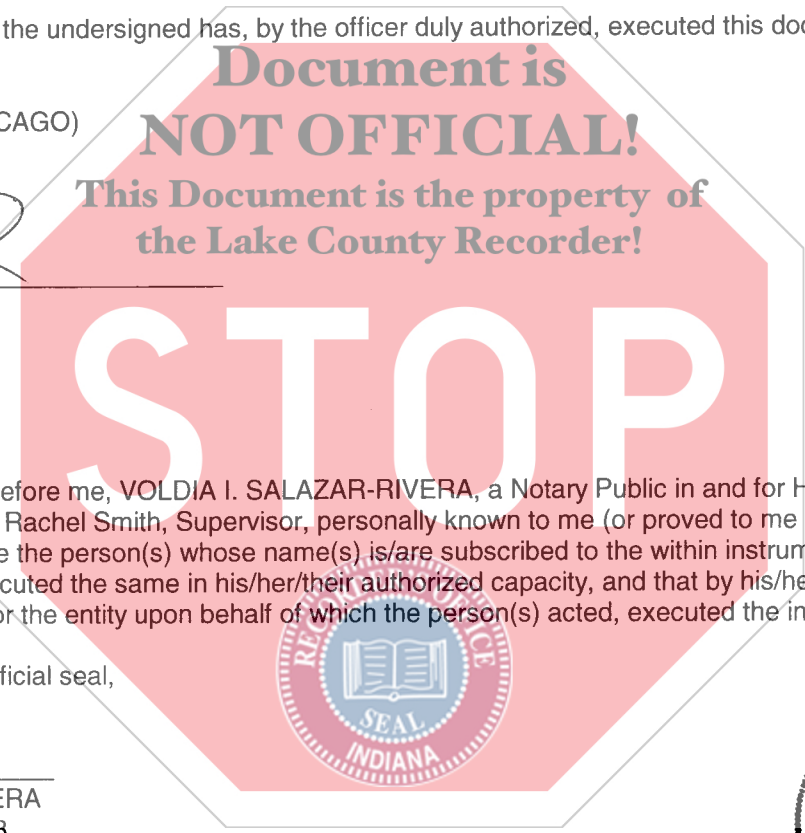 the undersigned has, by the officer duly authorized, executed this doc
Document is
CAGO)
NOT OFFICIAL!
This Document is the property of
the Lake County Recorder!
STOP
efore me, VOLDIA I. SALAZAR-RIVERA, a Notary Public in and for H
Rachel Smith, Supervisor, personally known to me (or proved to me
e the person(s) whose name(s) is/are subscribed to the within instrum
cuted the same in his/her/their authorized capacity, and that by his/he
or the entity upon behalf of which the person(s) acted, executed the in
RECORDER'S OFFICE
ficial seal,
SEAL
INDIANA
ERA